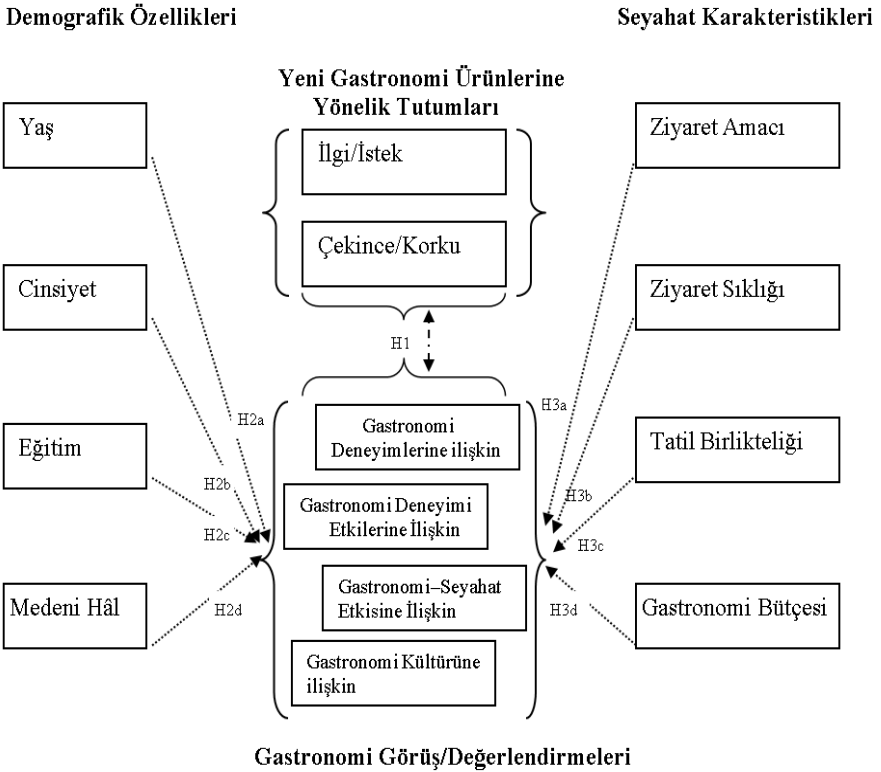 Demografik Özellikleri
Seyahat Karakteristikleri
Yeni Gastronomi Ürünlerine
Yönelik Tutumları
Yaş
İlgi/İstek
Ziyaret Amacı
Çekince/Korku
Cinsiyet
Ziyaret Sıklığı
H1
H2a
H3a
Gastronomi
Deneyimlerine ilişkin
Eğitim
Tatil Birlikteliği
H2b
H3b
Gastronomi Deneyimi
Etkilerine İlişkin
H2c
H3c
Gastronomi–Seyahat
Etkisine İlişkin
Medeni Hâl
H2d
H3d
Gastronomi Bütçesi
Gastronomi Kültürüne
ilişkin
Gastronomi Görüş/Değerlendirmeleri